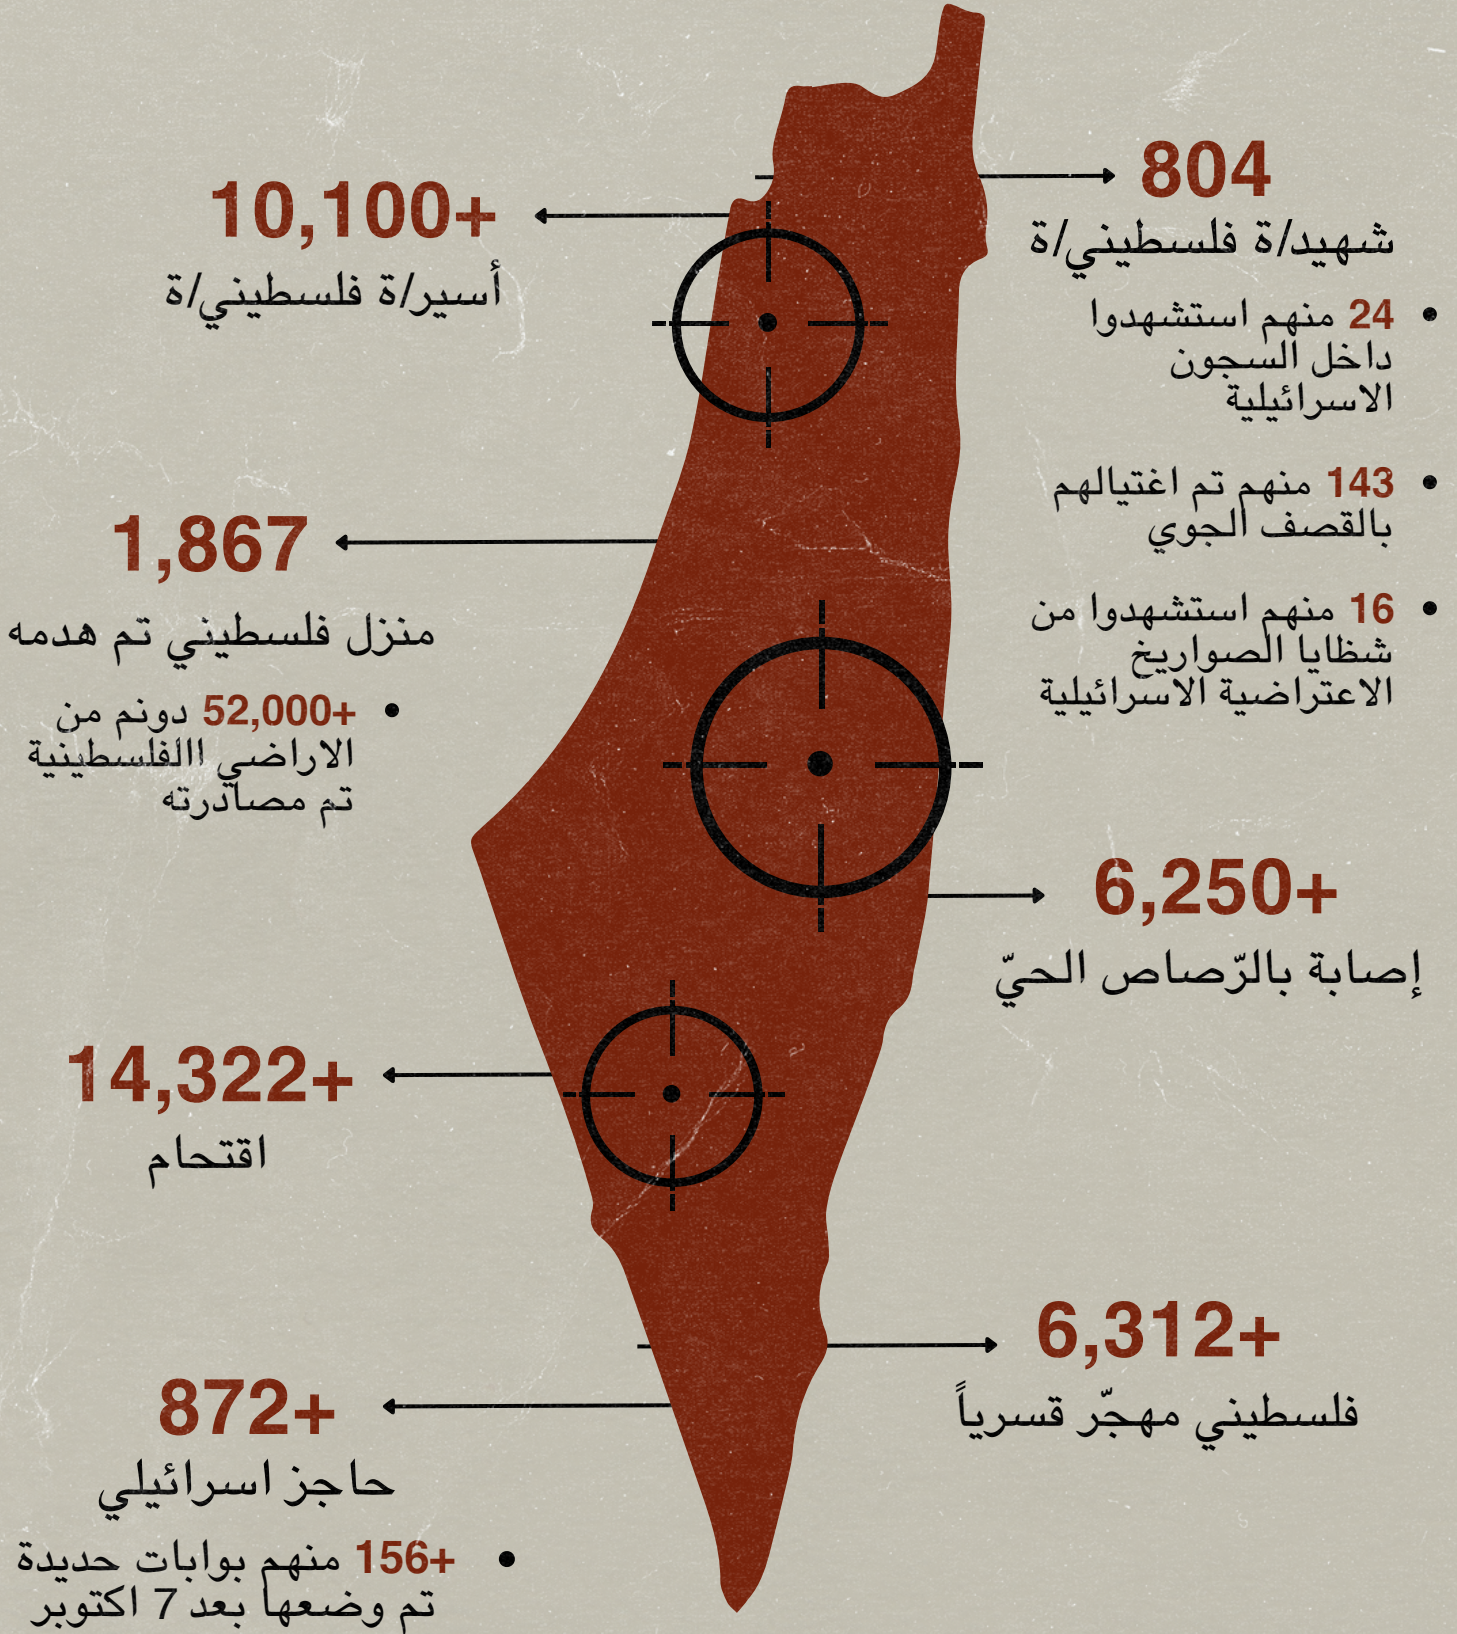 804
شهيد/ة فلسطيني/ة
24 منهم استشهدوا
داخل السجون
الاسرائيلية
143 منهم تم اغتيالهم
بالقصف الجوي
16 منهم استشهدوا من
شظايا الصواريخ
الاعتراضية الاسرائيلية
10,100+
أسير/ة فلسطيني/ة
1,867
منزل فلسطيني تم هدمه
52,000+ دونم من
الاراضي االفلسطينية
تم مصادرته
6,250+
إصابة بالرّصاص الحيّ
14,322+
اقتحام
6,312+
فلسطيني مهجّر قسرياً
872+
حاجز اسرائيلي
156+ منهم بوابات حديدة
تم وضعها بعد 7 اكتوبر